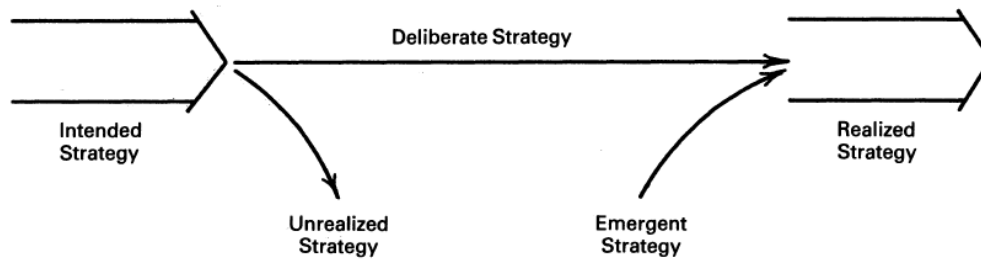 Deliberate Strategy
Intended
Strategy
Realized
Strategy
Unrealized
Strategy
Emergent
Strategy